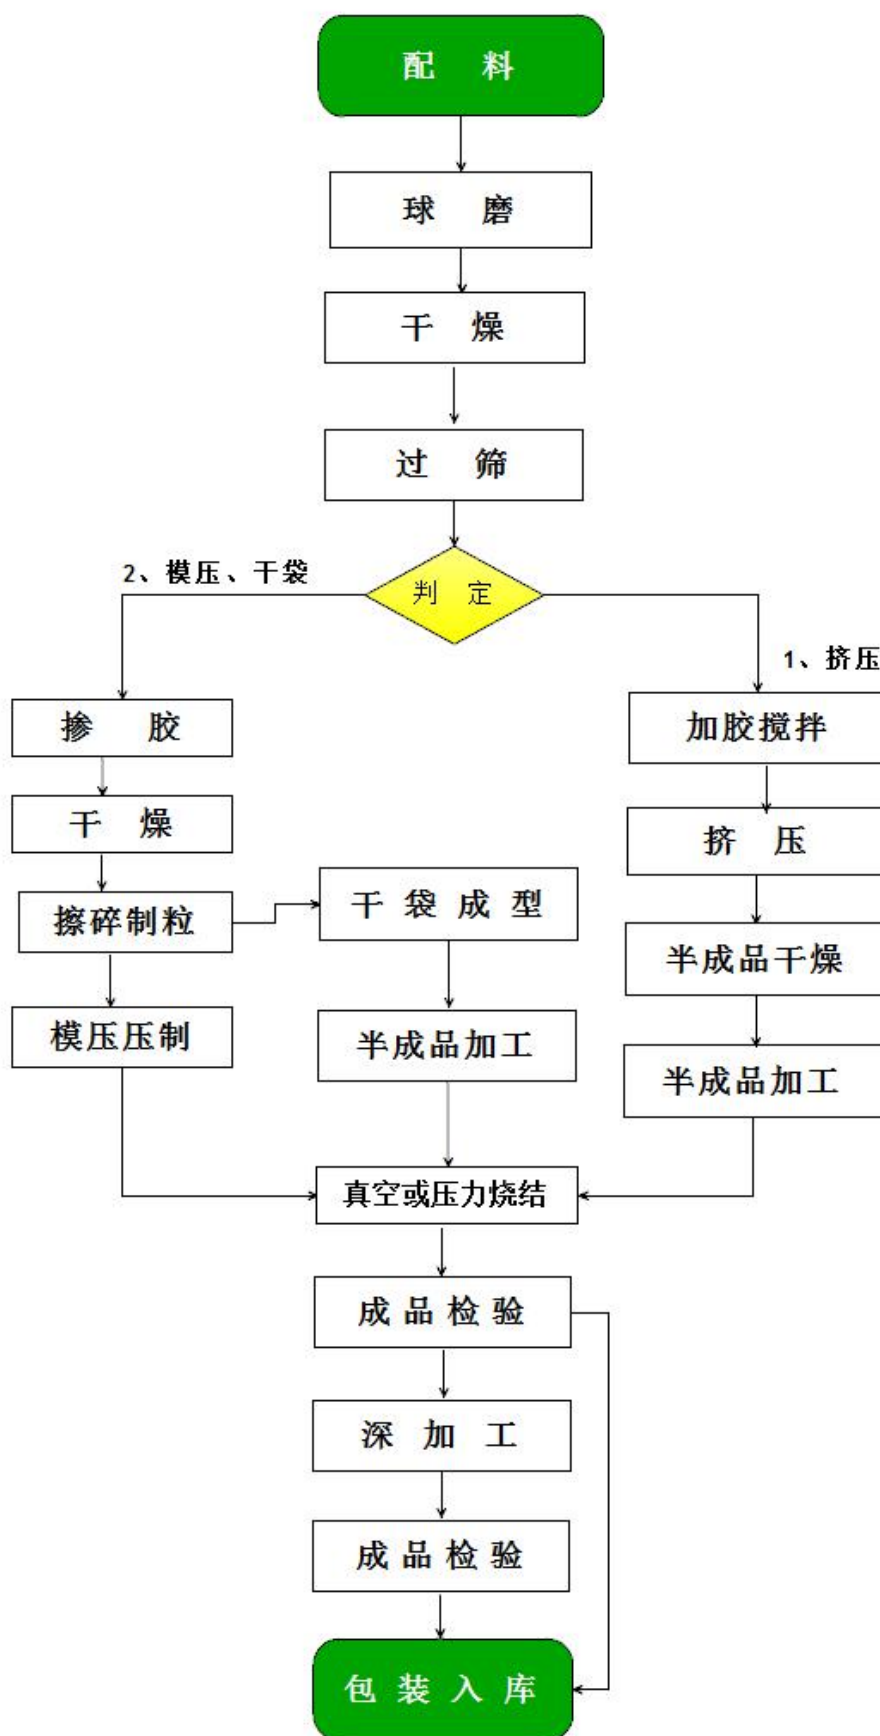 配 料
球 磨
干 燥
过 筛
判 定
2、模压、干袋
1、挤压
掺 胶
加胶搅拌
干 燥
挤 压
擦碎制粒
干袋成型
半成品干燥
模压压制
半成品加工
半成品加工
真空或压力烧结
成品检验
深加工
成品检验
包装入库